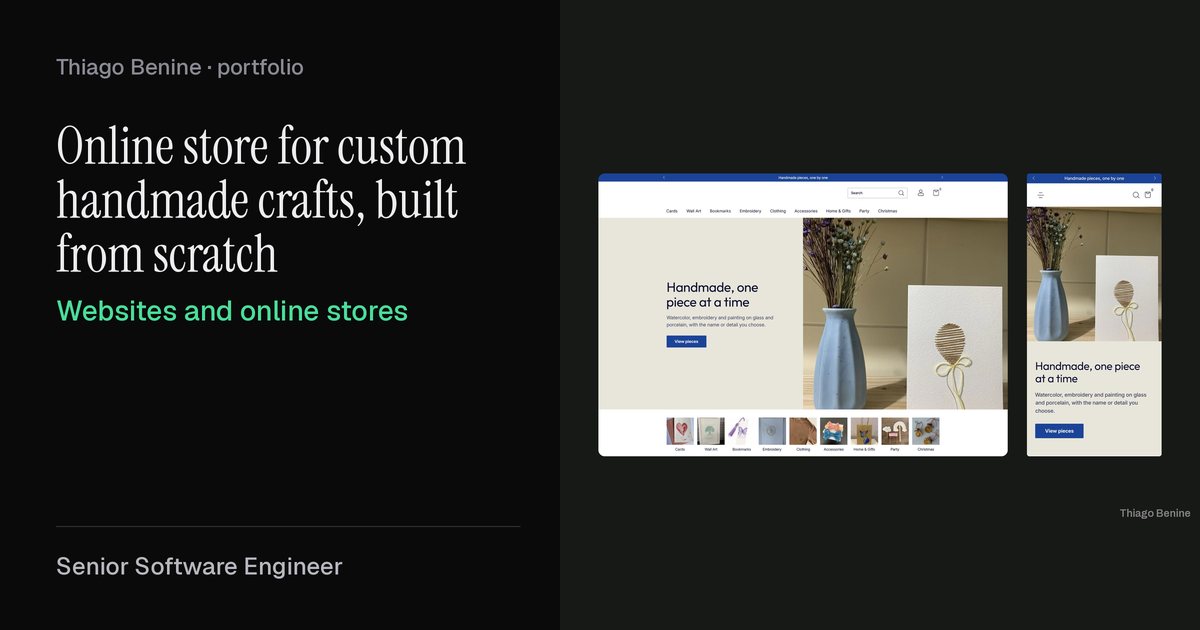 Thiago Benine · portfolio
Online store for custom
handmade crafts, built
from scratch
Websites and online stores
Senior Software Engineer
Handmade pieces, one by one
Search
Cards Wall Art Bookmarks Embroidery Clothing Accessories Home & Gifts Party Christmas
Handmade, one
piece at a time
Watercolor, embroidery and painting on glass and
porcelain, with the name or detail you choose.
View pieces
Cards Wall Art Bookmarks Embroidery Clothing Accessories Home & Gifts Party Christmas
Handmade pieces, one by one
Handmade, one piece
at a time
Watercolor, embroidery and painting on glass
and porcelain, with the name or detail you
choose.
View pieces
Thiago Benine